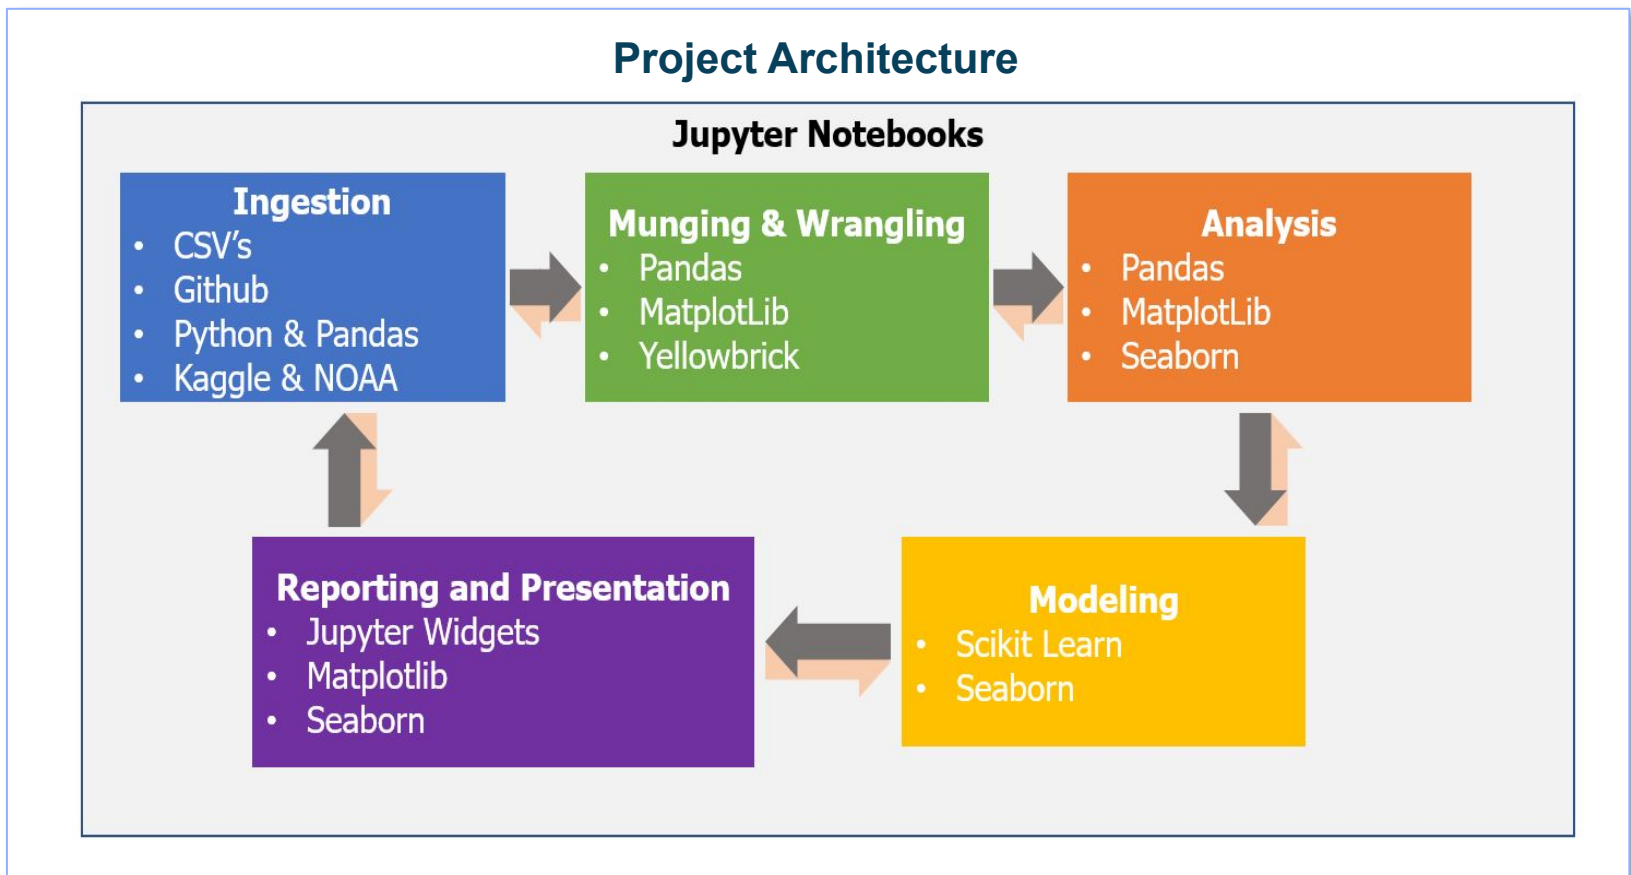 Project Architecture
Jupyter Notebooks
Ingestion
• CSV's
• Github
• Python & Pandas
• Kaggle & NOAA
Munging & Wrangling
• Pandas
• MatplotLib
• Yellowbrick
Analysis
• Pandas
• MatplotLib
• Seaborn
Reporting and Presentation
• Jupyter Widgets
• Matplotlib
• Seaborn
Modeling
• Scikit Learn
• Seaborn